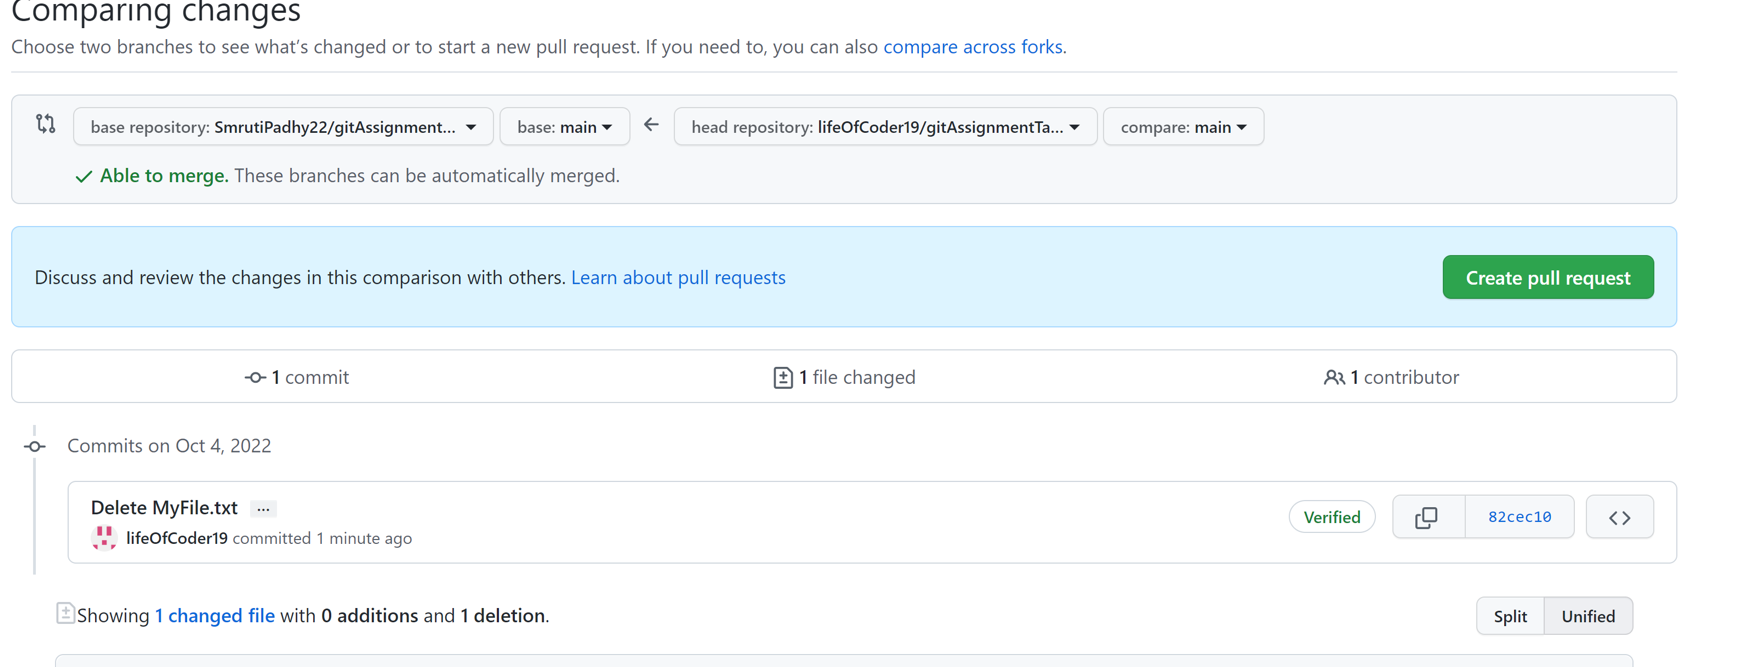 Comparing changes
Choose two branches to see what's changed or to start a new pull request. If you need to, you can also compare across forks.
base repository: SmrutiPadhy22/gitAssignment... base: main head repository: lifeOfCoder19/gitAssignmentTa... compare: main
Able to merge. These branches can be automatically merged.
Discuss and review the changes in this comparison with others. Learn about pull requests Create pull request
1 commit 1 file changed 1 contributor
Commits on Oct 4, 2022
Delete MyFile.txt ...
Verified 82cec10
lifeOfCoder19 committed 1 minute ago
Showing 1 changed file with 0 additions and 1 deletion. Split Unified